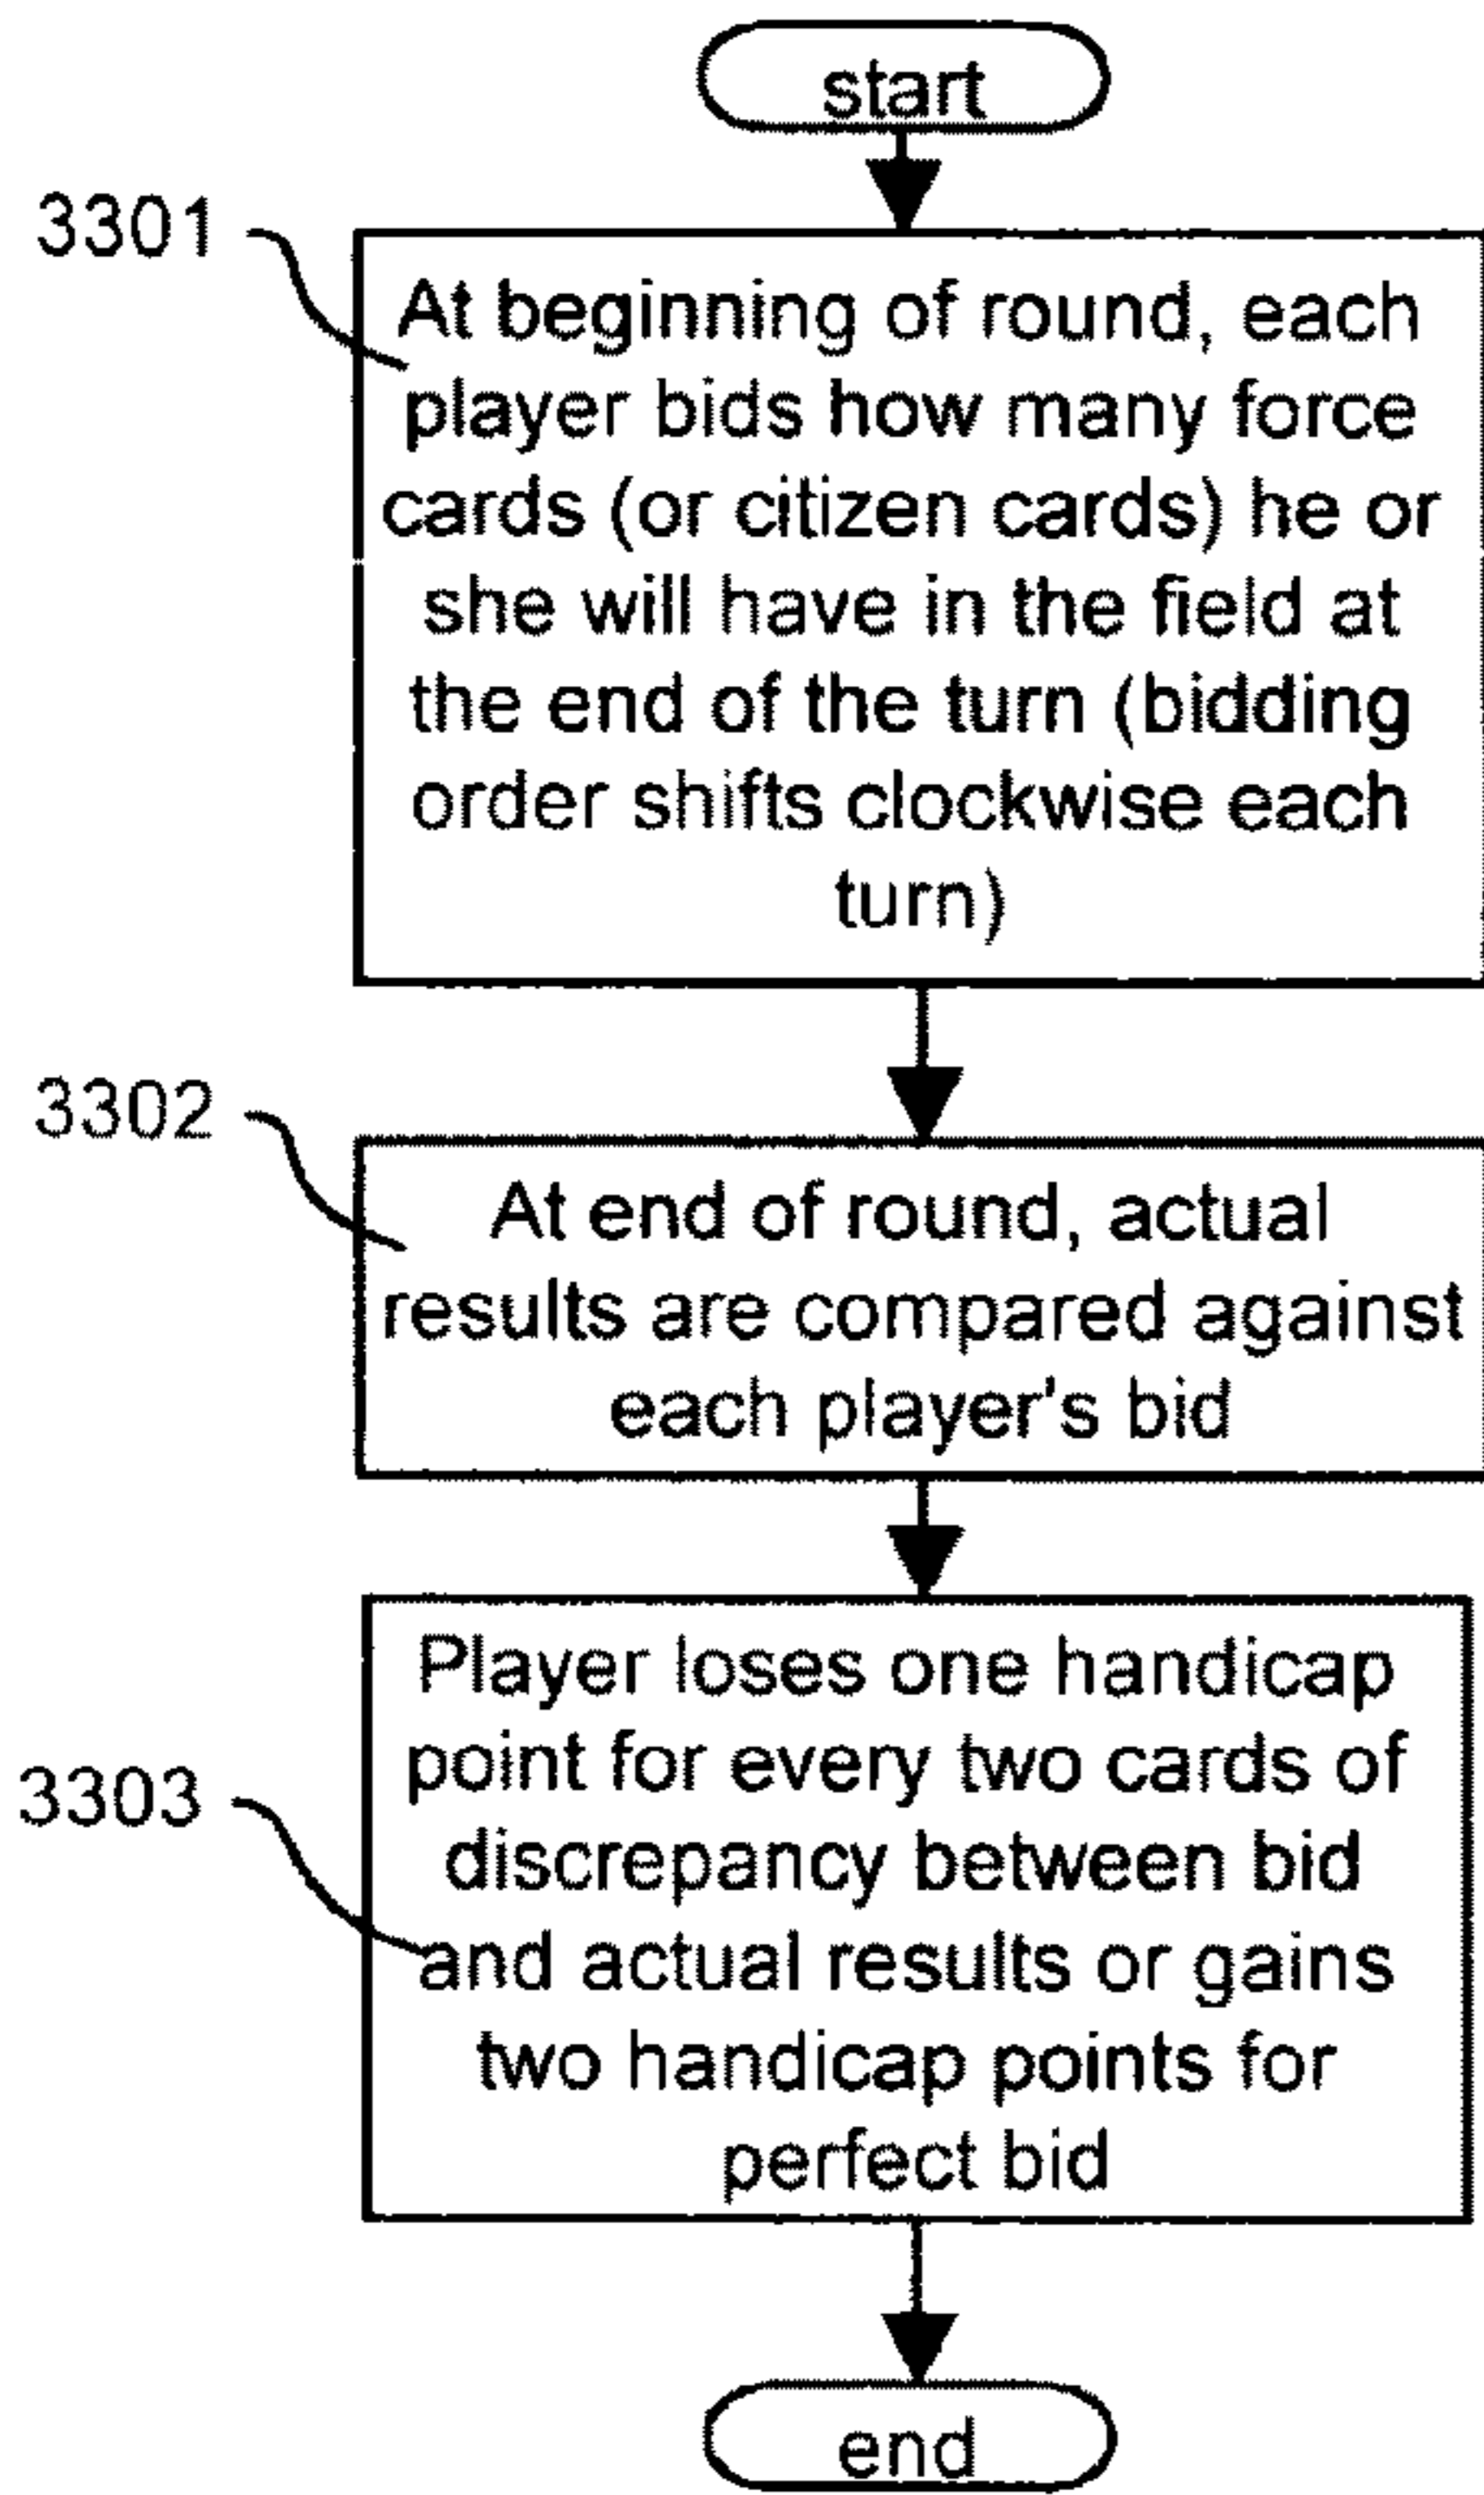 start
3301
At beginning of round, each
player bids how many force
cards (or citizen cards) he or
she will have in the field at
the end of the turn (bidding
order shifts clockwise each
turn)
3302
At end of round, actual
results are compared against
each player's bid
3303
Player loses one handicap
point for every two cards of
discrepancy between bid
and actual results or gains
two handicap points for
perfect bid
end